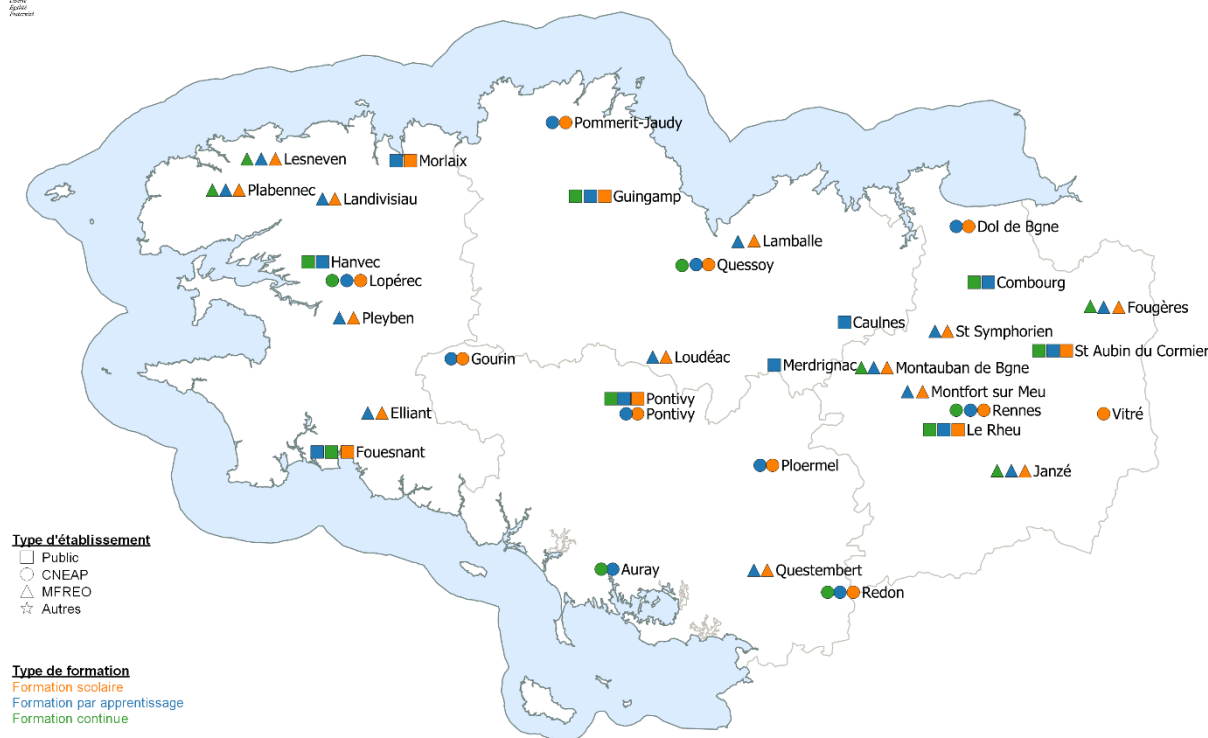 Liberté
Égalité
Fraternité
Pommerit-Jaudy
Lesneven
Morlaix
Plabennec
Landivisiau
Guingamp
Dol de Bgne
Lamballe
Hanvec
Quessoy
Lopérec
Combourg
Fougères
Pleyben
Caulnes
St Symphorien
St Aubin du Cormier
Gourin
Loudéac
Merdrignac
Montauban de Bgne
Montfort sur Meu
Pontivy
Elliant
Pontivy
Rennes
Vitré
Le Rheu
Fouesnant
Ploermel
Janzé
Type d'établissement
Public
CNEAP
MFREO
Autres
Auray
Questembert
Redon
Type de formation
Formation scolaire
Formation par apprentissage
Formation continue